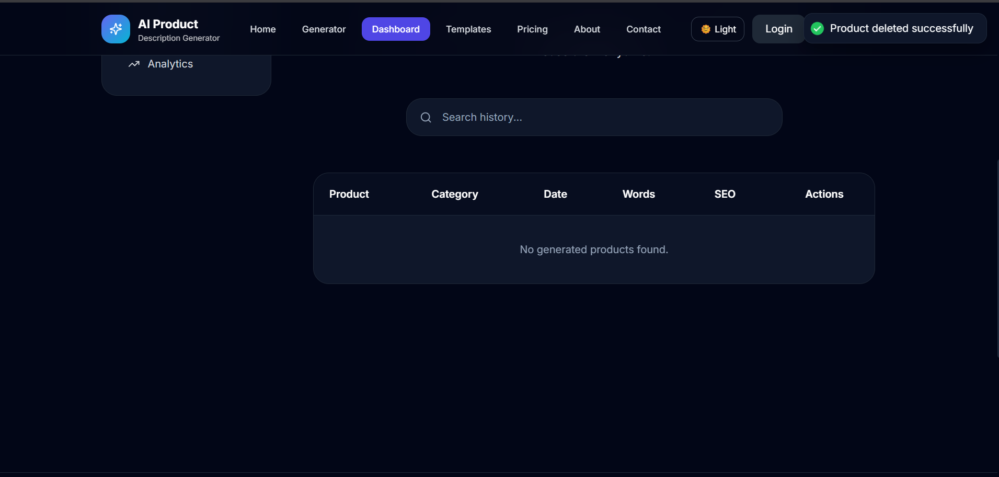 AI Product
Description Generator
Home
Generator
Dashboard
Templates
Pricing
About
Contact
Light
Login
Product deleted successfully
Analytics
Search history...
Product Category Date Words SEO Actions
No generated products found.